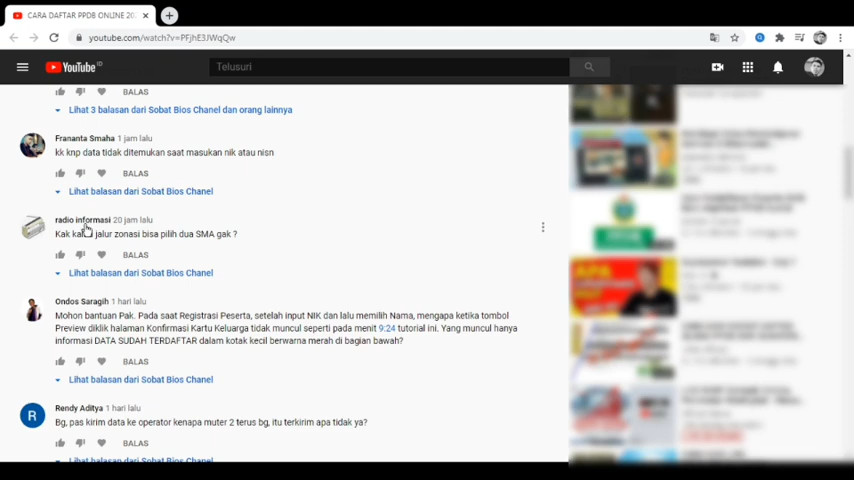 CARA DAFTAR PPDB ONLINE 202
youtube.com/watch?v=PFjhE3JWQyo
YouTube ID
Telusuri
BALAS
Lihat 3 balasan dari Sobat Bios Chanel dan orang lainnya
Frananta Smaha 1 jam lalu
kk knp data tidak ditemukan saat masukan nik atau nisn
BALAS
Lihat balasan dari Sobat Bios Chanel
radio informasi 20 jam lalu
Kak jalur zonasi bisa pilih dua SMA gak ?
BALAS
Lihat balasan dari Sobat Bios Chanel
Ondos Saragih 1 hari lalu
Mohon bantuan Pak. Pada saat Registrasi Peserta, setelah input NIK dan lalu memilih Nama, mengapa ketika tombol
Preview diklik halaman Konfirmasi Kartu Keluarga tidak muncul seperti pada menit 9:24 tutorial ini. Yang muncul hanya
informasi DATA SUDAH TERDAFTAR dalam kotak kecil berwarna merah di bagian bawah?
BALAS
Lihat balasan dari Sobat Bios Chanel
R
Rendy Aditya 1 hari lalu
Bg, pas kirim data ke operator kenapa muter 2 terus bg, itu terkirim apa tidak ya?
BALAS
Lihat balasan dari Sobat Bios Chanel